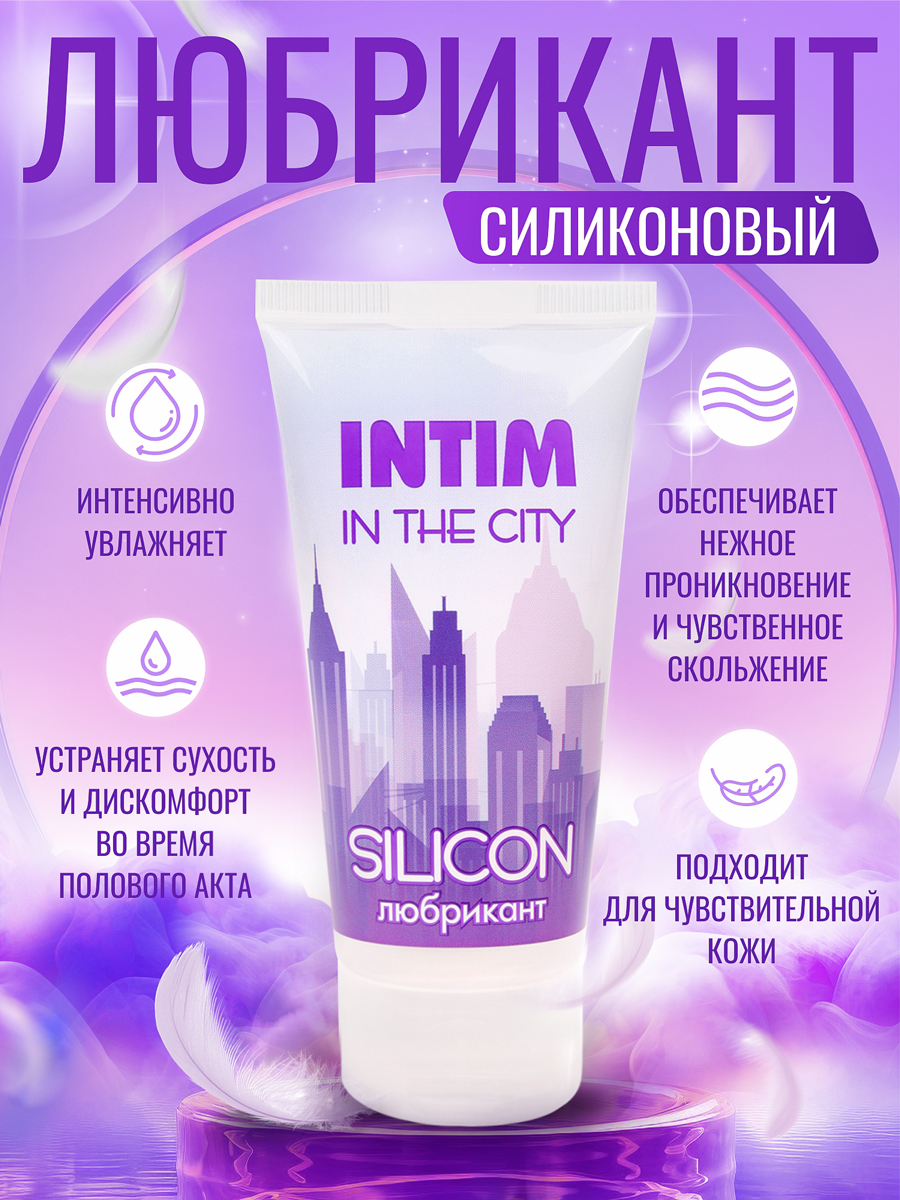 ЛЮБРИКАНТ
СИЛИКОНОВЫЙ
INTIM
IN THE CITY
SILICON
любрикант
ИНТЕНСИВНО
УВЛАЖНЯЕТ
УСТРАНЯЕТ СУХОСТЬ
И ДИСКОМФОРТ
ВО ВРЕМЯ
ПОЛОВОГО АКТА
ОБЕСПЕЧИВАЕТ
НЕЖНОЕ
ПРОНИКНОВЕНИЕ
И ЧУВСТВЕННОЕ
СКОЛЬЖЕНИЕ
ПОДХОДИТ
ДЛЯ ЧУВСТВИТЕЛЬНОЙ
КОЖИ